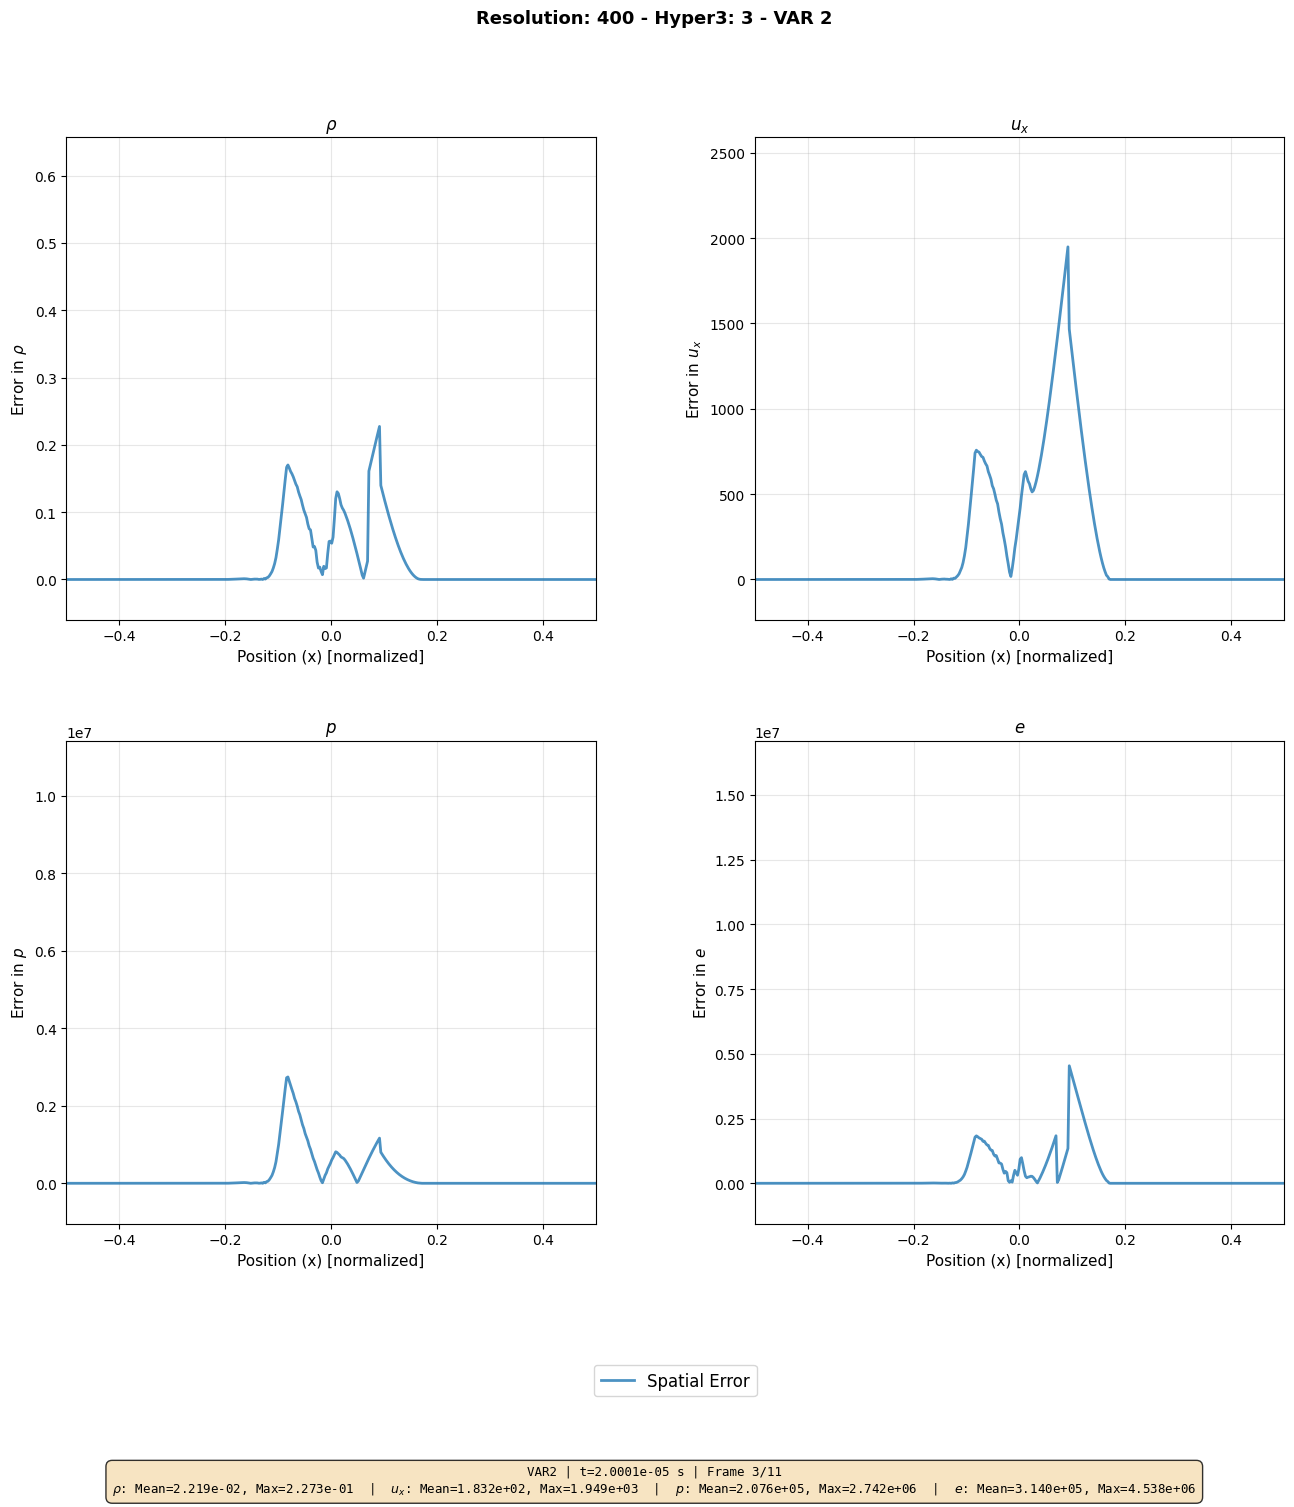 Resolution: 400 - Hyper3: 3 - VAR 2
ρ
0.6
0.5
0.4
0.3
0.2
0.1
0.0
Error in ρ
−0.4
−0.2
0.0
0.2
0.4
Position (x) [normalized]
u_x
2500
2000
1500
1000
500
0
Error in u_x
−0.4
−0.2
0.0
0.2
0.4
Position (x) [normalized]
p
1e7
1.0
0.8
0.6
0.4
0.2
0.0
Error in p
−0.4
−0.2
0.0
0.2
0.4
Position (x) [normalized]
e
1e7
1.50
1.25
1.00
0.75
0.50
0.25
0.00
Error in e
−0.4
−0.2
0.0
0.2
0.4
Position (x) [normalized]
Spatial Error
VAR2 | t=2.0001e-05 s | Frame 3/11
ρ: Mean=2.219e-02, Max=2.273e-01 | u_x: Mean=1.832e+02, Max=1.949e+03 | p: Mean=2.076e+05, Max=2.742e+06 | e: Mean=3.140e+05, Max=4.538e+06